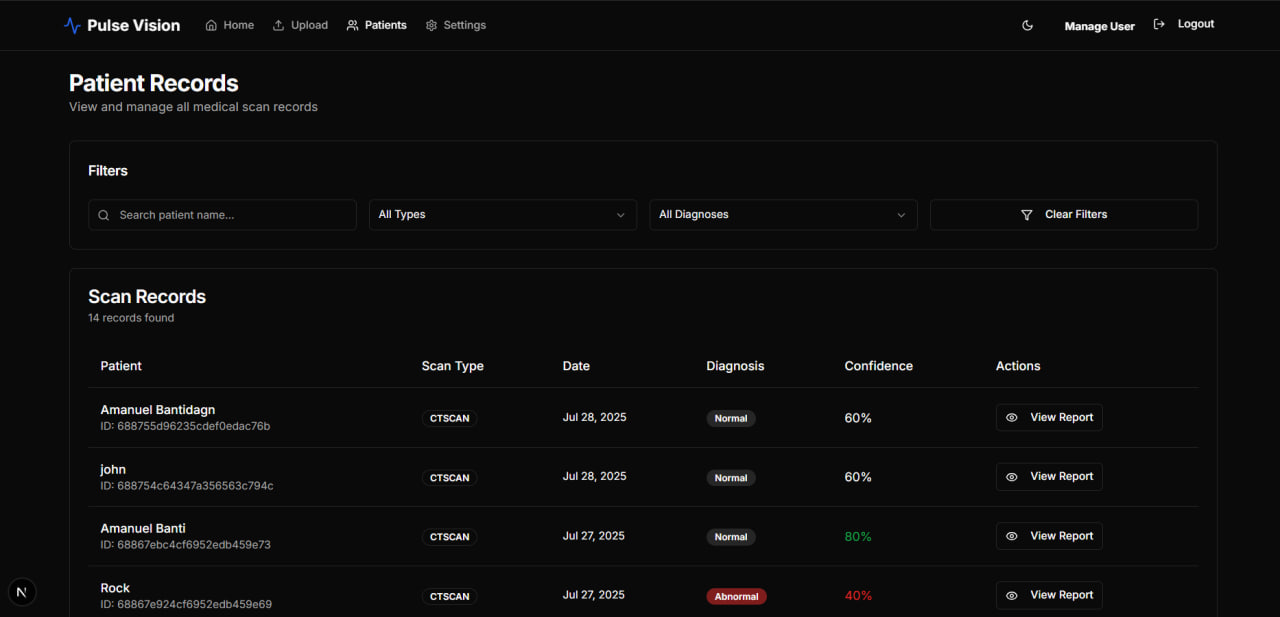 Pulse Vision Home Upload Patients Settings Manage User Logout
Patient Records
View and manage all medical scan records
Filters
Search patient name... All Types All Diagnoses Clear Filters
Scan Records
14 records found
Patient Scan Type Date Diagnosis Confidence Actions
Amanuel Bantidagn
ID: 688755d96235cdef0edac76b
CTSCAN Jul 28, 2025 Normal 60% View Report
john
ID: 688754c64347a356563c794c
CTSCAN Jul 28, 2025 Normal 60% View Report
Amanuel Banti
ID: 68867ebc4cf6952edb459e73
CTSCAN Jul 27, 2025 Normal 80% View Report
Rock
ID: 68867e924cf6952edb459e69
CTSCAN Jul 27, 2025 Abnormal 40% View Report
N